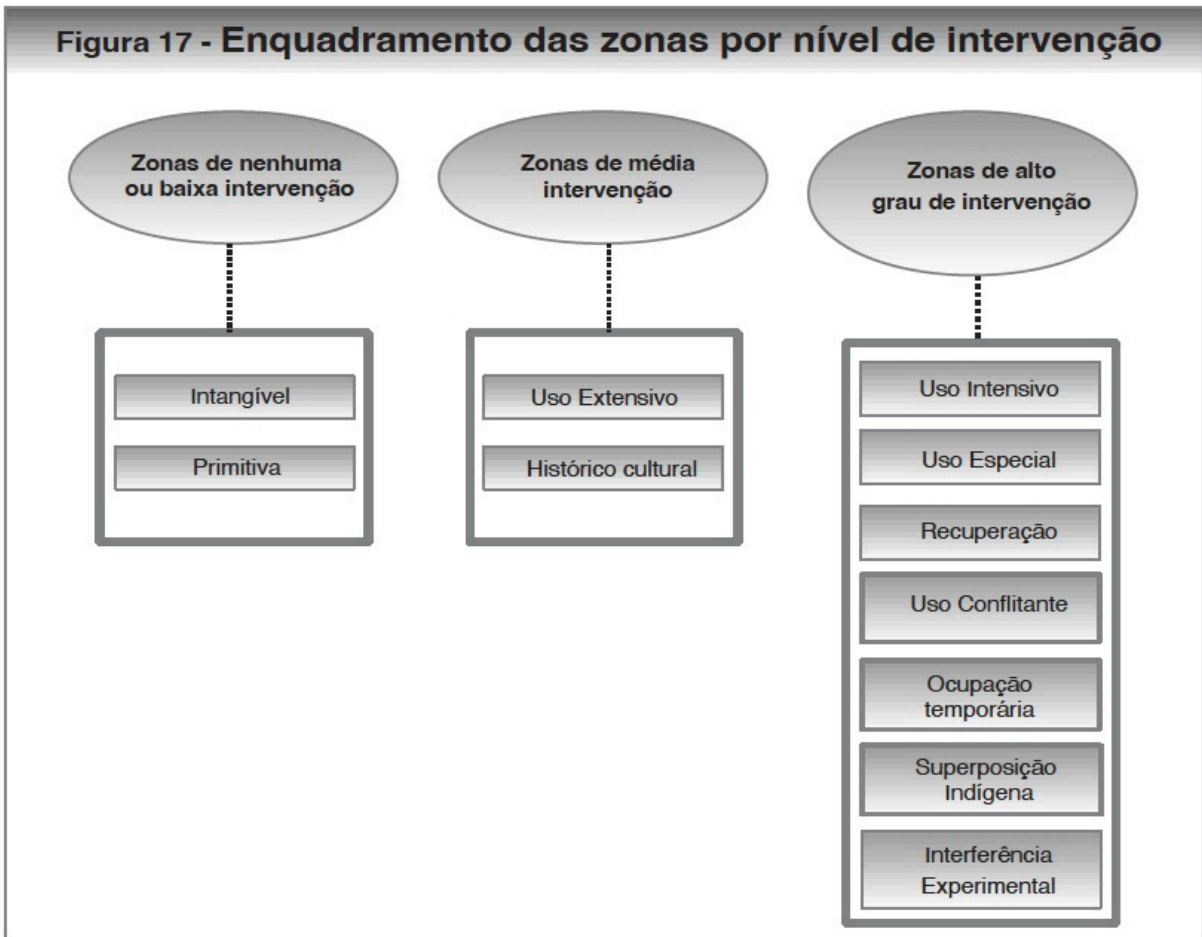 Figura 17 - Enquadramento das zonas por nível de intervenção
Zonas de nenhuma
ou baixa intervenção
Intangível
Primitiva
Zonas de média
intervenção
Uso Extensivo
Histórico cultural
Zonas de alto
grau de intervenção
Uso Intensivo
Uso Especial
Recuperação
Uso Conflitante
Ocupação
temporária
Superposição
Indígena
Interferência
Experimental